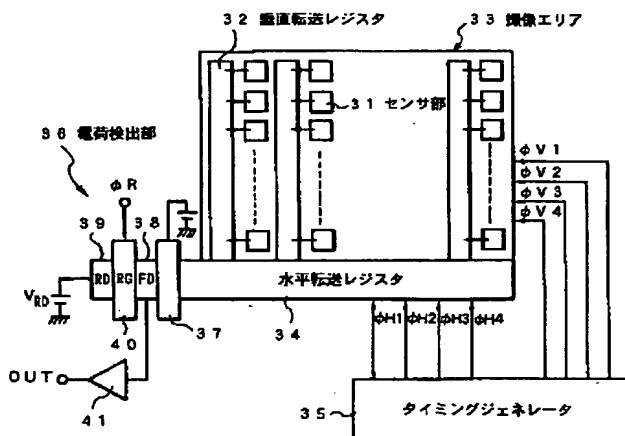 32 垂直転送レジスタ
33 撮像エリア
31 センサ部
36 電荷検出部
φR
38
39
φV1
φV2
φV3
φV4
RD
RG
FD
水平転送レジスタ
VRD
40
37
34
φH1
φH2
φH3
φH4
OUT
41
35
タイミングジェネレータ